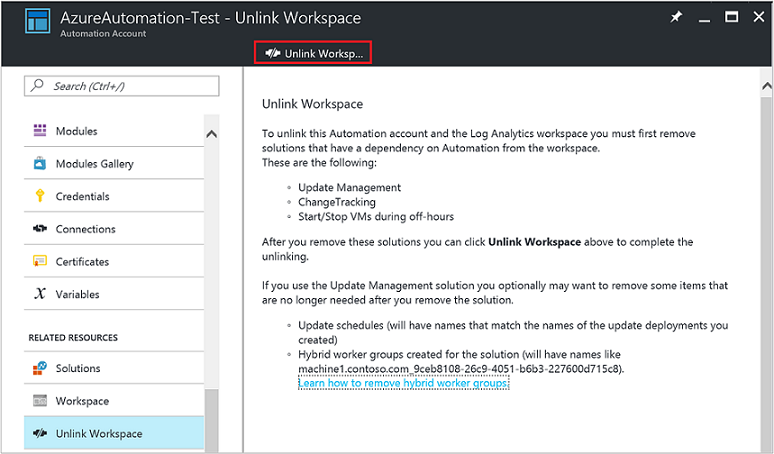 AzureAutomation-Test - Unlink Workspace
Automation Account
Unlink Worksp...
Search (Ctrl+/)
Modules
Modules Gallery
Credentials
Connections
Certificates
Variables
RELATED RESOURCES
Solutions
Workspace
Unlink Workspace
Unlink Workspace
To unlink this Automation account and the Log Analytics workspace you must first remove
solutions that have a dependency on Automation from the workspace.
These are the following:
◦ Update Management
◦ ChangeTracking
◦ Start/Stop VMs during off-hours
After you remove these solutions you can click Unlink Workspace above to complete the
unlinking.
If you use the Update Management solution you optionally may want to remove some items that
are no longer needed after you remove the solution.
◦ Update schedules (will have names that match the names of the update deployments you
created)
◦ Hybrid worker groups created for the solution (will have names like
machine1.contoso.com_9ceb8108-26c9-4051-b6b3-227600d715c8).
Learn how to remove hybrid worker groups